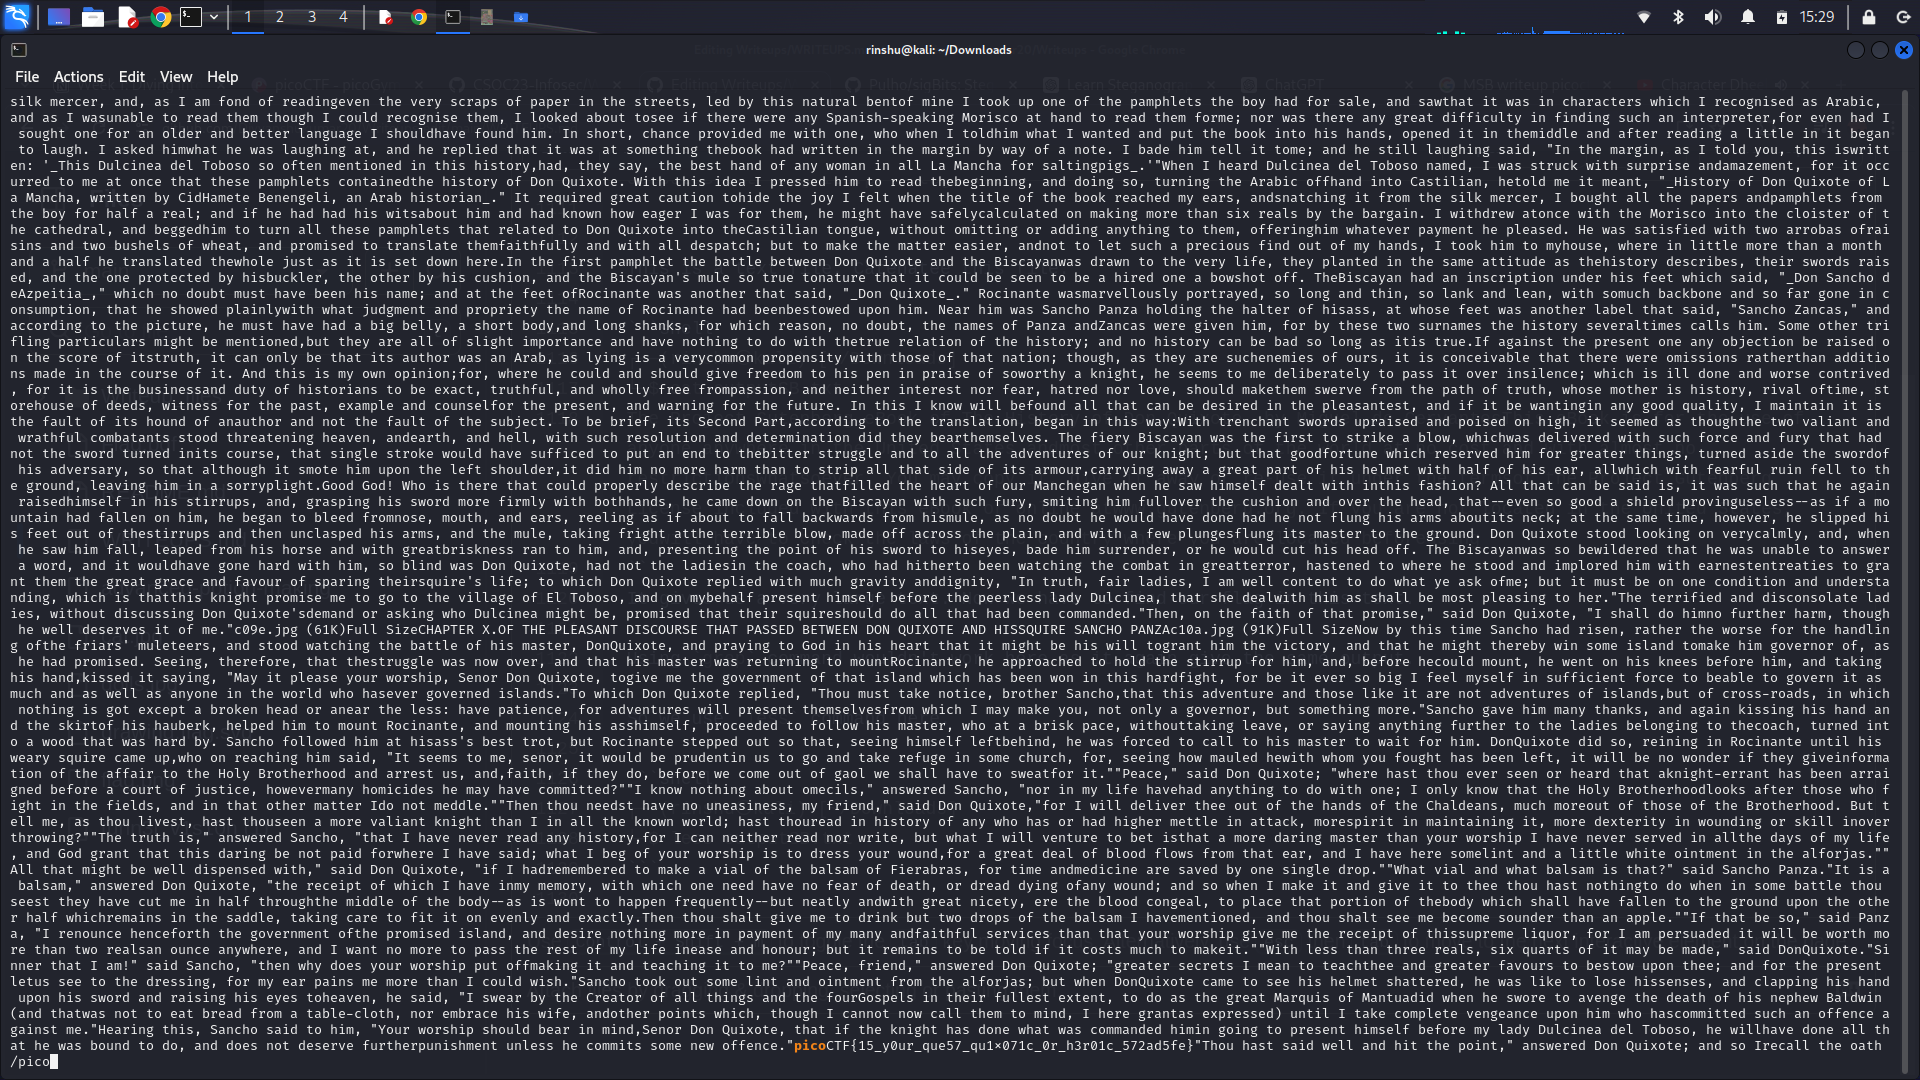 1 2 3 4 15:29
rinshu@kali: ~/Downloads
File Actions Edit View Help
silk mercer, and, as I am fond of readingeven the very scraps of paper in the streets, led by this natural bentof mine I took up one of the pamphlets the boy had for sale, and sawthat it was in characters which I recognised as Arabic,
and as I wasunable to read them though I could recognise them, I looked about tosee if there were any Spanish-speaking Morisco at hand to read them forme; nor was there any great difficulty in finding such an interpreter,for even had I
sought one for an older and better language I shouldhave found him. In short, chance provided me with one, who when I toldhim what I wanted and put the book into his hands, opened it in themiddle and after reading a little in it began
to laugh. I asked himwhat he was laughing at, and he replied that it was at something thebook had written in the margin by way of a note. I bade him tell it tome; and he still laughing said, "In the margin, as I told you, this iswritt
en: '_This Dulcinea del Toboso so often mentioned in this history,had, they say, the best hand of any woman in all La Mancha for saltingpigs_.'"When I heard Dulcinea del Toboso named, I was struck with surprise andamazement, for it occ
urred to me at once that these pamphlets containedthe history of Don Quixote. With this idea I pressed him to read thebeginning, and doing so, turning the Arabic offhand into Castilian, hetold me it meant, "_History of Don Quixote of L
a Mancha, written by CidHamete Benengeli, an Arab historian_." It required great caution tohide the joy I felt when the title of the book reached my ears, andsnatching it from the silk mercer, I bought all the papers andpamphlets from
the boy for half a real; and if he had had his witsabout him and had known how eager I was for them, he might have safelycalculated on making more than six reals by the bargain. I withdrew atonce with the Morisco into the cloister of t
he cathedral, and beggedhim to turn all these pamphlets that related to Don Quixote into theCastilian tongue, without omitting or adding anything to them, offeringhim whatever payment he pleased. He was satisfied with two arrobas ofrai
sins and two bushels of wheat, and promised to translate themfaithfully and with all despatch; but to make the matter easier, andnot to let such a precious find out of my hands, I took him to myhouse, where in little more than a month
and a half he translated thewhole just as it is set down here.In the first pamphlet the battle between Don Quixote and the Biscayanwas drawn to the very life, they planted in the same attitude as thehistory describes, their swords rais
ed, and the one protected by hisbuckler, the other by his cushion, and the Biscayan's mule so true tonature that it could be seen to be a hired one a bowshot off. TheBiscayan had an inscription under his feet which said, "_Don Sancho d
eAzpeitia_," which no doubt must have been his name; and at the feet ofRocinante was another that said, "_Don Quixote_." Rocinante wasmarvellously portrayed, so long and thin, so lank and lean, with somuch backbone and so far gone in c
onsumption, that he showed plainlywith what judgment and propriety the name of Rocinante had beenbestowed upon him. Near him was Sancho Panza holding the halter of hisass, at whose feet was another label that said, "Sancho Zancas," and
according to the picture, he must have had a big belly, a short body,and long shanks, for which reason, no doubt, the names of Panza andZancas were given him, for by these two surnames the history severaltimes calls him. Some other tri
fling particulars might be mentioned,but they are all of slight importance and have nothing to do with thetrue relation of the history; and no history can be bad so long as itis true.If against the present one any objection be raised o
n the score of itstruth, it can only be that its author was an Arab, as lying is a verycommon propensity with those of that nation; though, as they are suchenemies of ours, it is conceivable that there were omissions ratherthan additio
ns made in the course of it. And this is my own opinion;for, where he could and should give freedom to his pen in praise of soworthy a knight, he seems to me deliberately to pass it over insilence; which is ill done and worse contrived
, for it is the businessand duty of historians to be exact, truthful, and wholly free frompassion, and neither interest nor fear, hatred nor love, should makethem swerve from the path of truth, whose mother is history, rival oftime, st
orehouse of deeds, witness for the past, example and counselfor the present, and warning for the future. In this I know will befound all that can be desired in the pleasantest, and if it be wantingin any good quality, I maintain it is
the fault of its hound of anauthor and not the fault of the subject. To be brief, its Second Part,according to the translation, began in this way:With trenchant swords upraised and poised on high, it seemed as thoughthe two valiant and
wrathful combatants stood threatening heaven, andearth, and hell, with such resolution and determination did they bearthemselves. The fiery Biscayan was the first to strike a blow, whichwas delivered with such force and fury that had
not the sword turned inits course, that single stroke would have sufficed to put an end to thebitter struggle and to all the adventures of our knight; but that goodfortune which reserved him for greater things, turned aside the swordof
his adversary, so that although it smote him upon the left shoulder,it did him no more harm than to strip all that side of its armour,carrying away a great part of his helmet with half of his ear, allwhich with fearful ruin fell to th
e ground, leaving him in a sorryplight.Good God! Who is there that could properly describe the rage thatfilled the heart of our Manchegan when he saw himself dealt with inthis fashion? All that can be said is, it was such that he again
raisedhimself in his stirrups, and, grasping his sword more firmly with bothhands, he came down on the Biscayan with such fury, smiting him fullover the cushion and over the head, that--even so good a shield provinguseless--as if a mo
untain had fallen on him, he began to bleed fromnose, mouth, and ears, reeling as if about to fall backwards from hismule, as no doubt he would have done had he not flung his arms aboutits neck; at the same time, however, he slipped hi
s feet out of thestirrups and then unclasped his arms, and the mule, taking fright atthe terrible blow, made off across the plain, and with a few plungesflung its master to the ground. Don Quixote stood looking on verycalmly, and, when
he saw him fall, leaped from his horse and with greatbriskness ran to him, and, presenting the point of his sword to hiseyes, bade him surrender, or he would cut his head off. The Biscayanwas so bewildered that he was unable to answer
a word, and it wouldhave gone hard with him, so blind was Don Quixote, had not the ladiesin the coach, who had hitherto been watching the combat in greatterror, hastened to where he stood and implored him with earnestentreaties to gra
nt them the great grace and favour of sparing theirsquire's life; to which Don Quixote replied with much gravity anddignity, "In truth, fair ladies, I am well content to do what ye ask ofme; but it must be on one condition and understa
nding, which is that this knight promise me to go to the village of El Toboso, and on mybehalf present himself before the peerless lady Dulcinea, that she dealwith him as shall be most pleasing to her."The terrified and disconsolate lad
ies, without discussing Don Quixote'sdemand or asking who Dulcinea might be, promised that their squireshould do all that had been commanded."Then, on the faith of that promise," said Don Quixote, "I shall do himno further harm, though
he well deserves it of me."c09e.jpg (61K)Full SizeCHAPTER X.OF THE PLEASANT DISCOURSE THAT PASSED BETWEEN DON QUIXOTE AND HISSQUIRE SANCHO PANZAc10a.jpg (91K)Full SizeNow by this time Sancho had risen, rather the worse for the handlin
g ofthe friars' muleteers, and stood watching the battle of his master, DonQuixote, and praying to God in his heart that it might be his will togrant him the victory, and that he might thereby win some island tomake him governor of, as
he had promised. Seeing, therefore, that thestruggle was now over, and that his master was returning to mountRocinante, he approached to hold the stirrup for him, and, before hecould mount, he went on his knees before him, and taking
his hand,kissed it saying, "May it please your worship, Senor Don Quixote, togive me the government of that island which has been won in this hardfight, for be it ever so big I feel myself in sufficient force to beable to govern it as
much and as well as anyone in the world who hasever governed islands."To which Don Quixote replied, "Thou must take notice, brother Sancho,that this adventure and those like it are not adventures of islands,but of cross-roads, in which
nothing is got except a broken head or anear the less: have patience, for adventures will present themselvesfrom which I may make you, not only a governor, but something more."Sancho gave him many thanks, and again kissing his hand an
d the skirtof his hauberk, helped him to mount Rocinante, and mounting his asshimself, proceeded to follow his master, who at a brisk pace, withouttaking leave, or saying anything further to the ladies belonging to thecoach, turned int
o a wood that was hard by. Sancho followed him at hisass's best trot, but Rocinante stepped out so that, seeing himself leftbehind, he was forced to call to his master to wait for him. DonQuixote did so, reining in Rocinante until his
weary squire came up,who on reaching him said, "It seems to me, senor, it would be prudentin us to go and take refuge in some church, for, seeing how mauled hewith whom you fought has been left, it will be no wonder if they giveinforma
tion of the affair to the Holy Brotherhood and arrest us, and,faith, if they do, before we come out of gaol we shall have to sweatfor it.""Peace," said Don Quixote; "where hast thou ever seen or heard that aknight-errant has been arrai
gned before a court of justice, howevermany homicides he may have committed?""I know nothing about omecils," answered Sancho, "nor in my life havehad anything to do with one; I only know that the Holy Brotherhoodlooks after those who f
ight in the fields, and in that other matter Ido not meddle.""Then thou needst have no uneasiness, my friend," said Don Quixote,"for I will deliver thee out of the hands of the Chaldeans, much moreout of those of the Brotherhood. But t
ell me, as thou livest, hast thouseen a more valiant knight than I in all the known world; hast thouread in history of any who has or had higher mettle in attack, morespirit in maintaining it, more dexterity in wounding or skill inover
throwing?""The truth is," answered Sancho, "that I have never read any history,for I can neither read nor write, but what I will venture to bet isthat a more daring master than your worship I have never served in allthe days of my life
, and God grant that this daring be not paid forwhere I have said; what I beg of your worship is to dress your wound,for a great deal of blood flows from that ear, and I have here somelint and a little white ointment in the alforjas.""
All that might be well dispensed with," said Don Quixote, "if I hadremembered to make a vial of the balsam of Fierabras, for time andmedicine are saved by one single drop.""What vial and what balsam is that?" said Sancho Panza."It is a
balsam," answered Don Quixote, "the receipt of which I have inmy memory, with which one need have no fear of death, or dread dying ofany wound; and so when I make it and give it to thee thou hast nothingto do when in some battle thou
seest they have cut me in half throughthe middle of the body--as is wont to happen frequently--but neatly andwith great nicety, ere the blood congeal, to place that portion of thebody which shall have fallen to the ground upon the othe
r half whichremains in the saddle, taking care to fit it on evenly and exactly.Then thou shalt give me to drink but two drops of the balsam I havementioned, and thou shalt see me become sounder than an apple.""If that be so," said Panz
a, "I renounce henceforth the government ofthe promised island, and desire nothing more in payment of my many andfaithful services than that your worship give me the receipt of thissupreme liquor, for I am persuaded it will be worth mo
re than two realsan ounce anywhere, and I want no more to pass the rest of my life inease and honour; but it remains to be told if it costs much to makeit.""With less than three reals, six quarts of it may be made," said DonQuixote."Si
nner that I am!" said Sancho, "then why does your worship put offmaking it and teaching it to me?""Peace, friend," answered Don Quixote; "greater secrets I mean to teachthee and greater favours to bestow upon thee; and for the present
letus see to the dressing, for my ear pains me more than I could wish."Sancho took out some lint and ointment from the alforjas; but when DonQuixote came to see his helmet shattered, he was like to lose hissenses, and clapping his hand
upon his sword and raising his eyes toheaven, he said, "I swear by the Creator of all things and the fourGospels in their fullest extent, to do as the great Marquis of Mantuadid when he swore to avenge the death of his nephew Baldwin
(and thatwas not to eat bread from a table-cloth, nor embrace his wife, andother points which, though I cannot now call them to mind, I here grantas expressed) until I take complete vengeance upon him who hascommitted such an offence a
gainst me."Hearing this, Sancho said to him, "Your worship should bear in mind,Senor Don Quixote, that if the knight has done what was commanded himin going to present himself before my lady Dulcinea del Toboso, he willhave done all th
at he was bound to do, and does not deserve furtherpunishment unless he commits some new offence."picoCTF{15_y0ur_que57_qu1x071c_0r_h3r01c_572ad5fe}"Thou hast said well and hit the point," answered Don Quixote; and so Irecall the oath
/pico